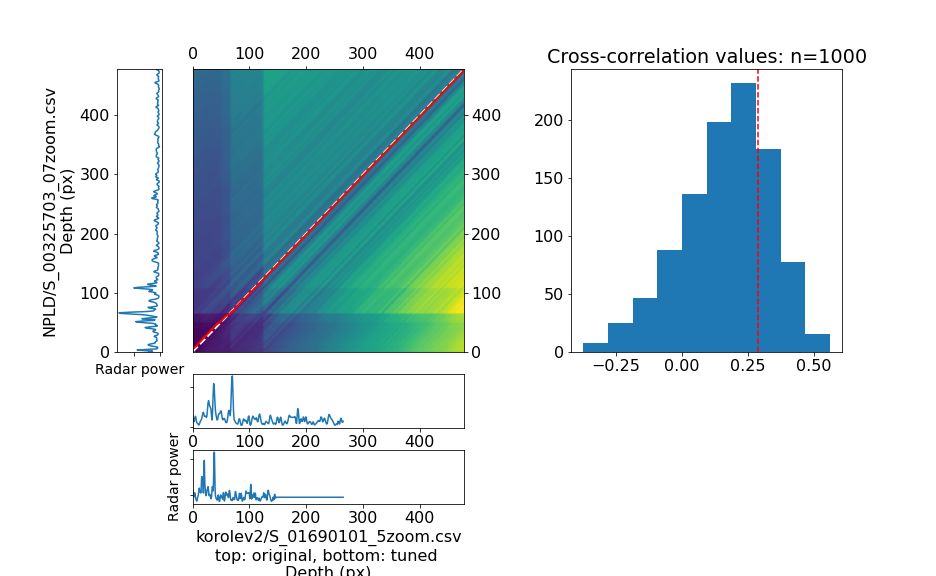 0 100 200 300 400
Cross-correlation values: n=1000
NPLD/S_00325703_07zoom.csv
Depth (px)
400
300
200
100
0
400
300
200
100
0
200
150
100
50
0
−0.25 0.00 0.25 0.50
Radar power
0 100 200 300 400
Radar power
0 100 200 300 400
korolev2/S_01690101_5zoom.csv
top: original, bottom: tuned
Depth (px)